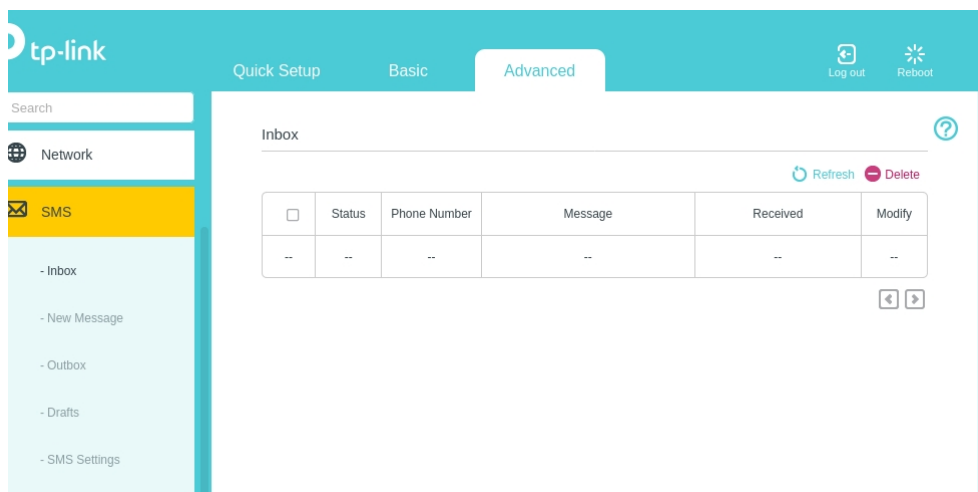 tp-link
Quick Setup Basic Advanced Log out Reboot
Search
Network
SMS
- Inbox
- New Message
- Outbox
- Drafts
- SMS Settings
Inbox
Refresh Delete
Status Phone Number Message Received Modify
-- -- -- -- -- --